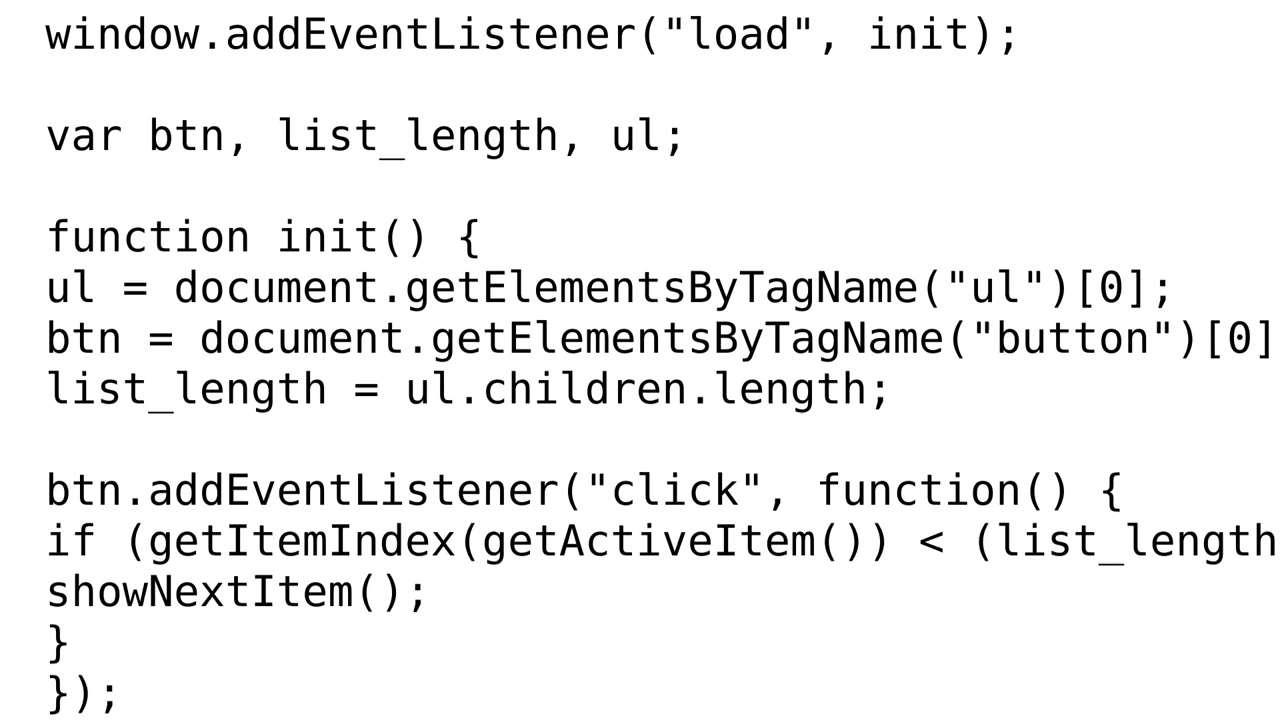 window.addEventListener("load", init);
var btn, list_length, ul;
function init() {
ul = document.getElementsByTagName("ul")[0];
btn = document.getElementsByTagName("button")[0]
list_length = ul.children.length;
btn.addEventListener("click", function() {
if (getItemIndex(getActiveItem()) < (list_length
showNextItem();
}
});